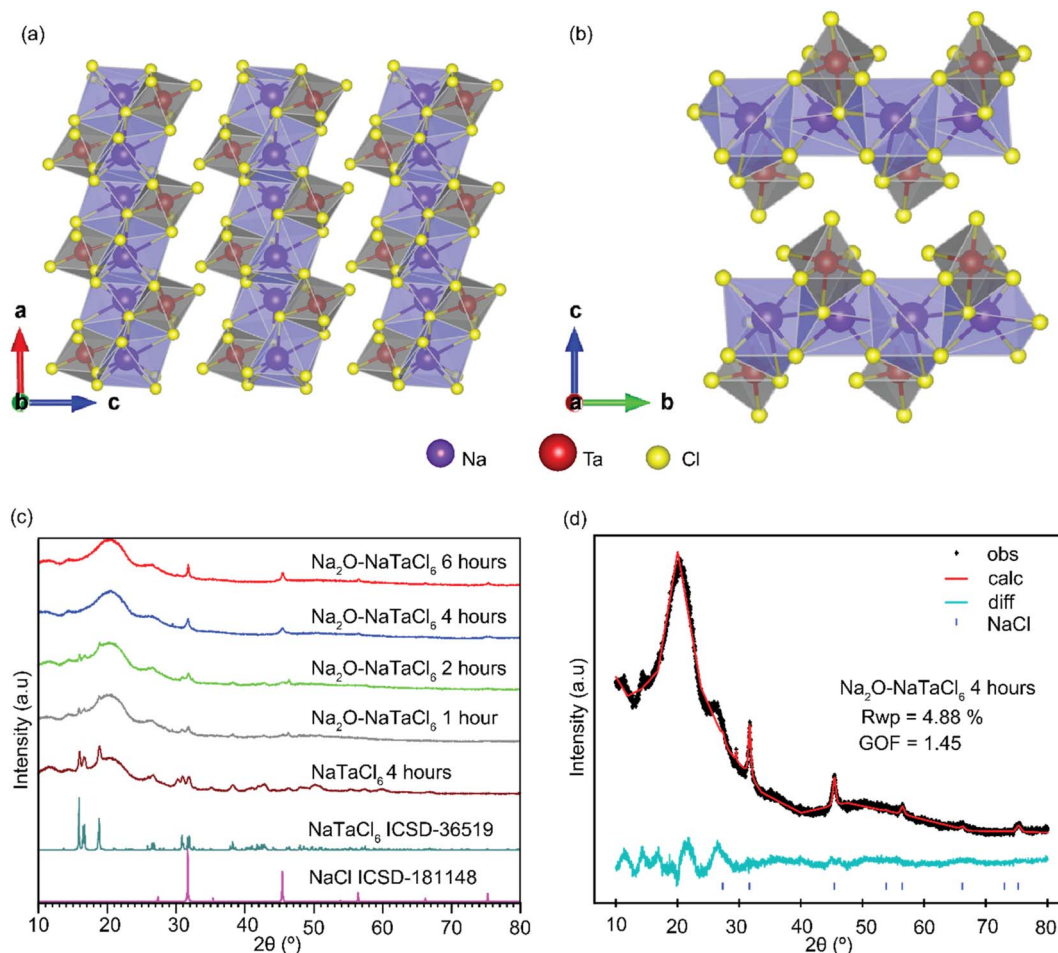 (a)
(b)
a
b
c
c
a
b
Na
Ta
Cl
(c)
Na₂O-NaTaCl₆ 6 hours
Na₂O-NaTaCl₆ 4 hours
Na₂O-NaTaCl₆ 2 hours
Na₂O-NaTaCl₆ 1 hour
NaTaCl₆ 4 hours
NaTaCl₆ ICSD-36519
NaCl ICSD-181148
Intensity (a.u)
10 20 30 40 50 60 70 80
2θ (º)
(d)
obs
calc
diff
NaCl
Na₂O-NaTaCl₆ 4 hours
Rwp = 4.88 %
GOF = 1.45
Intensity (a.u)
10 20 30 40 50 60 70 80
2θ (º)